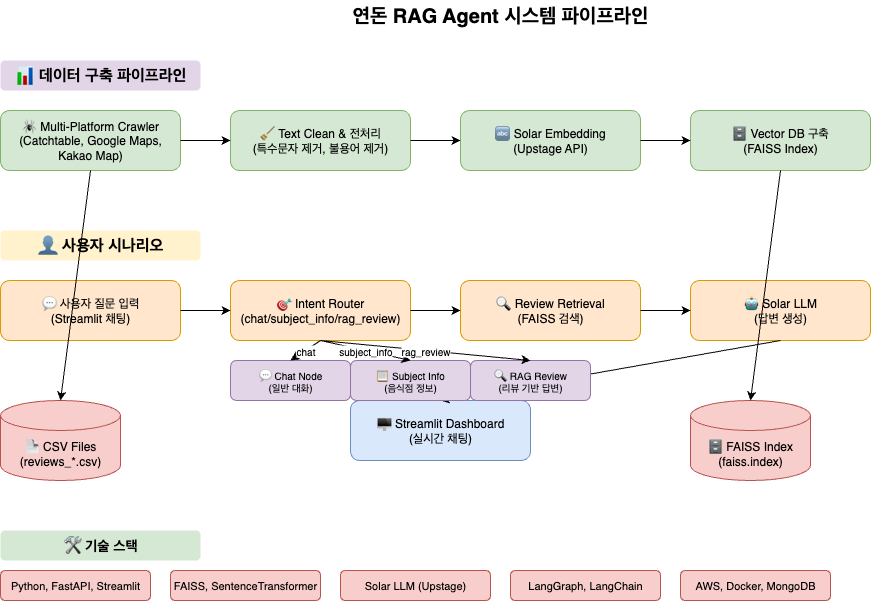 연돈 RAG Agent 시스템 파이프라인
📊 데이터 구축 파이프라인
🕷️ Multi-Platform Crawler
(Catchtable, Google Maps,
Kakao Map)
🧹 Text Clean & 전처리
(특수문자 제거, 불용어 제거)
🔤 Solar Embedding
(Upstage API)
🗄️ Vector DB 구축
(FAISS Index)
👤 사용자 시나리오
💬 사용자 질문 입력
(Streamlit 채팅)
🎯 Intent Router
(chat/subject_info/rag_review)
🔍 Review Retrieval
(FAISS 검색)
🤖 Solar LLM
(답변 생성)
chat
subject_info
rag_review
💬 Chat Node
(일반 대화)
📋 Subject Info
(음식점 정보)
🔍 RAG Review
(리뷰 기반 답변)
🖥️ Streamlit Dashboard
(실시간 채팅)
📄 CSV Files
(reviews_*.csv)
🗄️ FAISS Index
(faiss.index)
🛠️ 기술 스택
Python, FastAPI, Streamlit
FAISS, SentenceTransformer
Solar LLM (Upstage)
LangGraph, LangChain
AWS, Docker, MongoDB